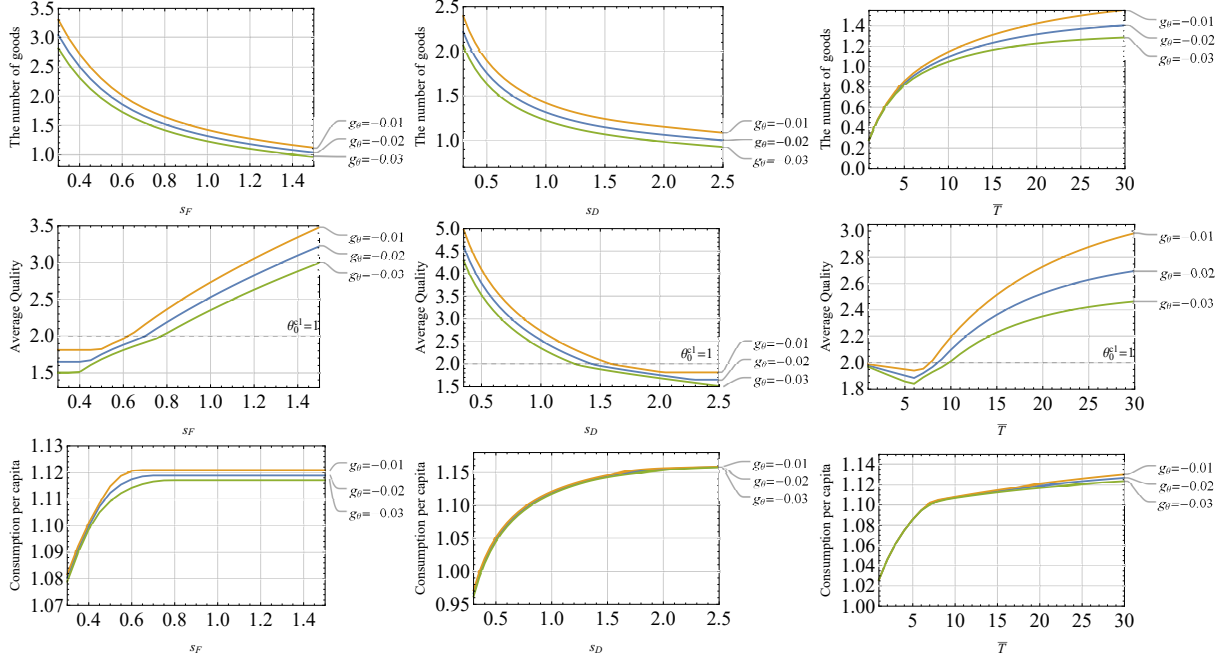 The number of goods
3.5
3.0
2.5
2.0
1.5
1.0
0.4 0.6 0.8 1.0 1.2 1.4
s_F
g_θ=−0.01
g_θ=−0.02
g_θ=−0.03
The number of goods
2.5
2.0
1.5
1.0
0.5 1.0 1.5 2.0 2.5
s_D
g_θ=−0.01
g_θ=−0.02
g_θ=−0.03
The number of goods
1.4
1.2
1.0
0.8
0.6
0.4
0.2
0.0
5 10 15 20 25 30
T̄
g_θ=−0.01
g_θ=−0.02
g_θ=−0.03
Average Quality
3.5
3.0
2.5
2.0
1.5
0.4 0.6 0.8 1.0 1.2 1.4
s_F
θ₀^{ε1}=1
g_θ=−0.01
g_θ=−0.02
g_θ=−0.03
Average Quality
5.0
4.5
4.0
3.5
3.0
2.5
2.0
1.5
0.5 1.0 1.5 2.0 2.5
s_D
θ₀^{ε1}=1
g_θ=−0.01
g_θ=−0.02
g_θ=−0.03
Average Quality
3.0
2.8
2.6
2.4
2.2
2.0
1.8
5 10 15 20 25 30
T̄
θ₀^{ε1}=1
g_θ=−0.01
g_θ=−0.02
g_θ=−0.03
Consumption per capita
1.13
1.12
1.11
1.10
1.09
1.08
1.07
0.4 0.6 0.8 1.0 1.2 1.4
s_F
g_θ=−0.01
g_θ=−0.02
g_θ=−0.03
Consumption per capita
1.15
1.10
1.05
1.00
0.95
0.5 1.0 1.5 2.0 2.5
s_D
g_θ=−0.01
g_θ=−0.02
g_θ=−0.03
Consumption per capita
1.14
1.12
1.10
1.08
1.06
1.04
1.02
1.00
5 10 15 20 25 30
T̄
g_θ=−0.01
g_θ=−0.02
g_θ=−0.03